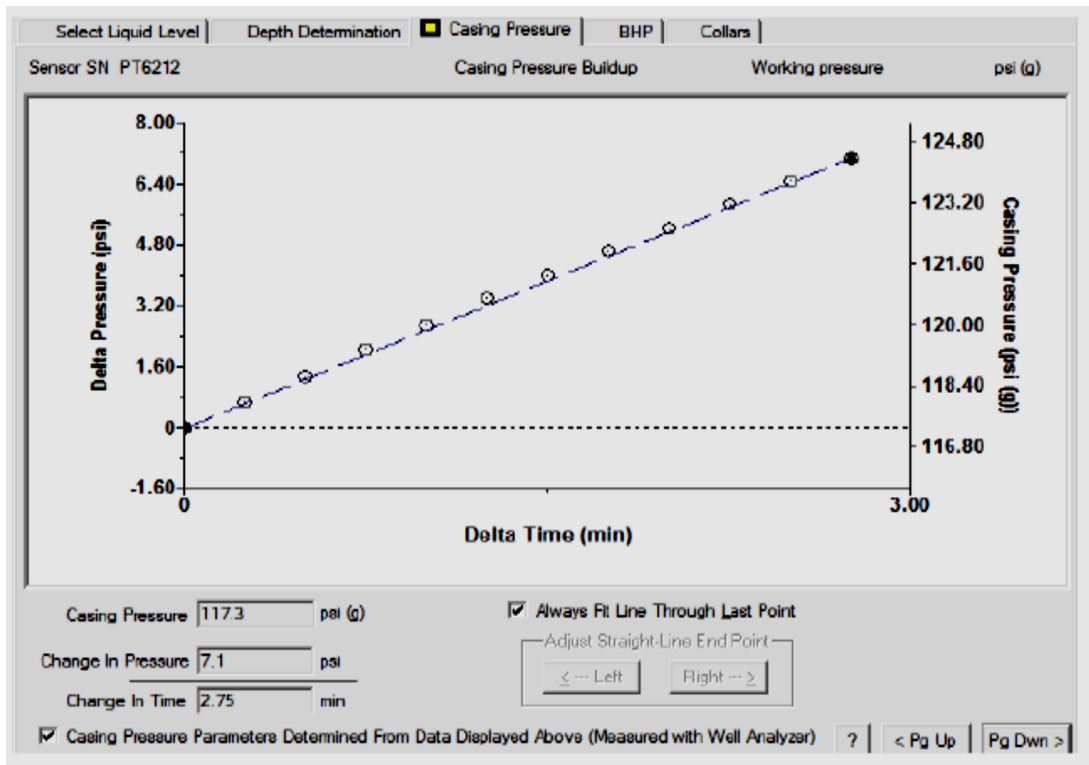 Select Liquid Level Depth Determination Casing Pressure BHP Collars
Sensor SN PT6212 Casing Pressure Buildup Working pressure psi (g)
8.00
6.40
4.80
3.20
1.60
0
-1.60
Delta Pressure (psi)
0
3.00
Delta Time (min)
124.80
123.20
121.60
120.00
118.40
116.80
Casing Pressure (psi (g))
Casing Pressure 117.3 psi (g)
Change In Pressure 7.1 psi
Change In Time 2.75 min
Always Fit Line Through Last Point
Adjust Straight-Line End Point
< --- Left Right --- >
Casing Pressure Parameters Determined From Data Displayed Above (Measured with Well Analyzer)
? < Pg Up Pg Dwn >